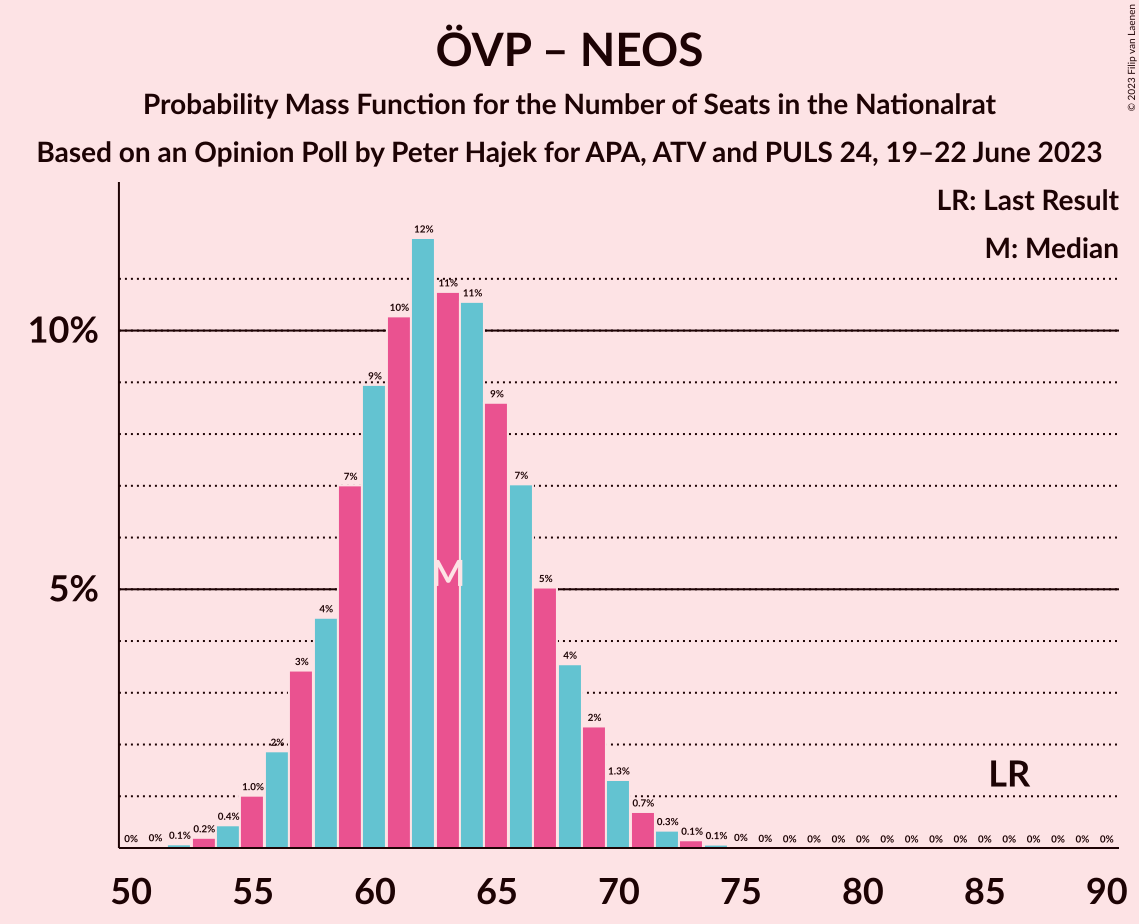 ÖVP – NEOS
Probability Mass Function for the Number of Seats in the Nationalrat
Based on an Opinion Poll by Peter Hajek for APA, ATV and PULS 24, 19–22 June 2023
© 2023 Filip van Laenen
LR: Last Result
M: Median
10%
5%
0% 0% 0.1% 0.2% 0.4% 1.0% 2% 3% 4% 7% 9% 10% 12% 11% 11% 9% 7% 5% 4% 2% 1.3% 0.7% 0.3% 0.1% 0.1% 0% 0% 0% 0% 0% 0% 0% 0% 0% 0% 0% 0% 0% 0% 0% 0%
M
LR
50 55 60 65 70 75 80 85 90